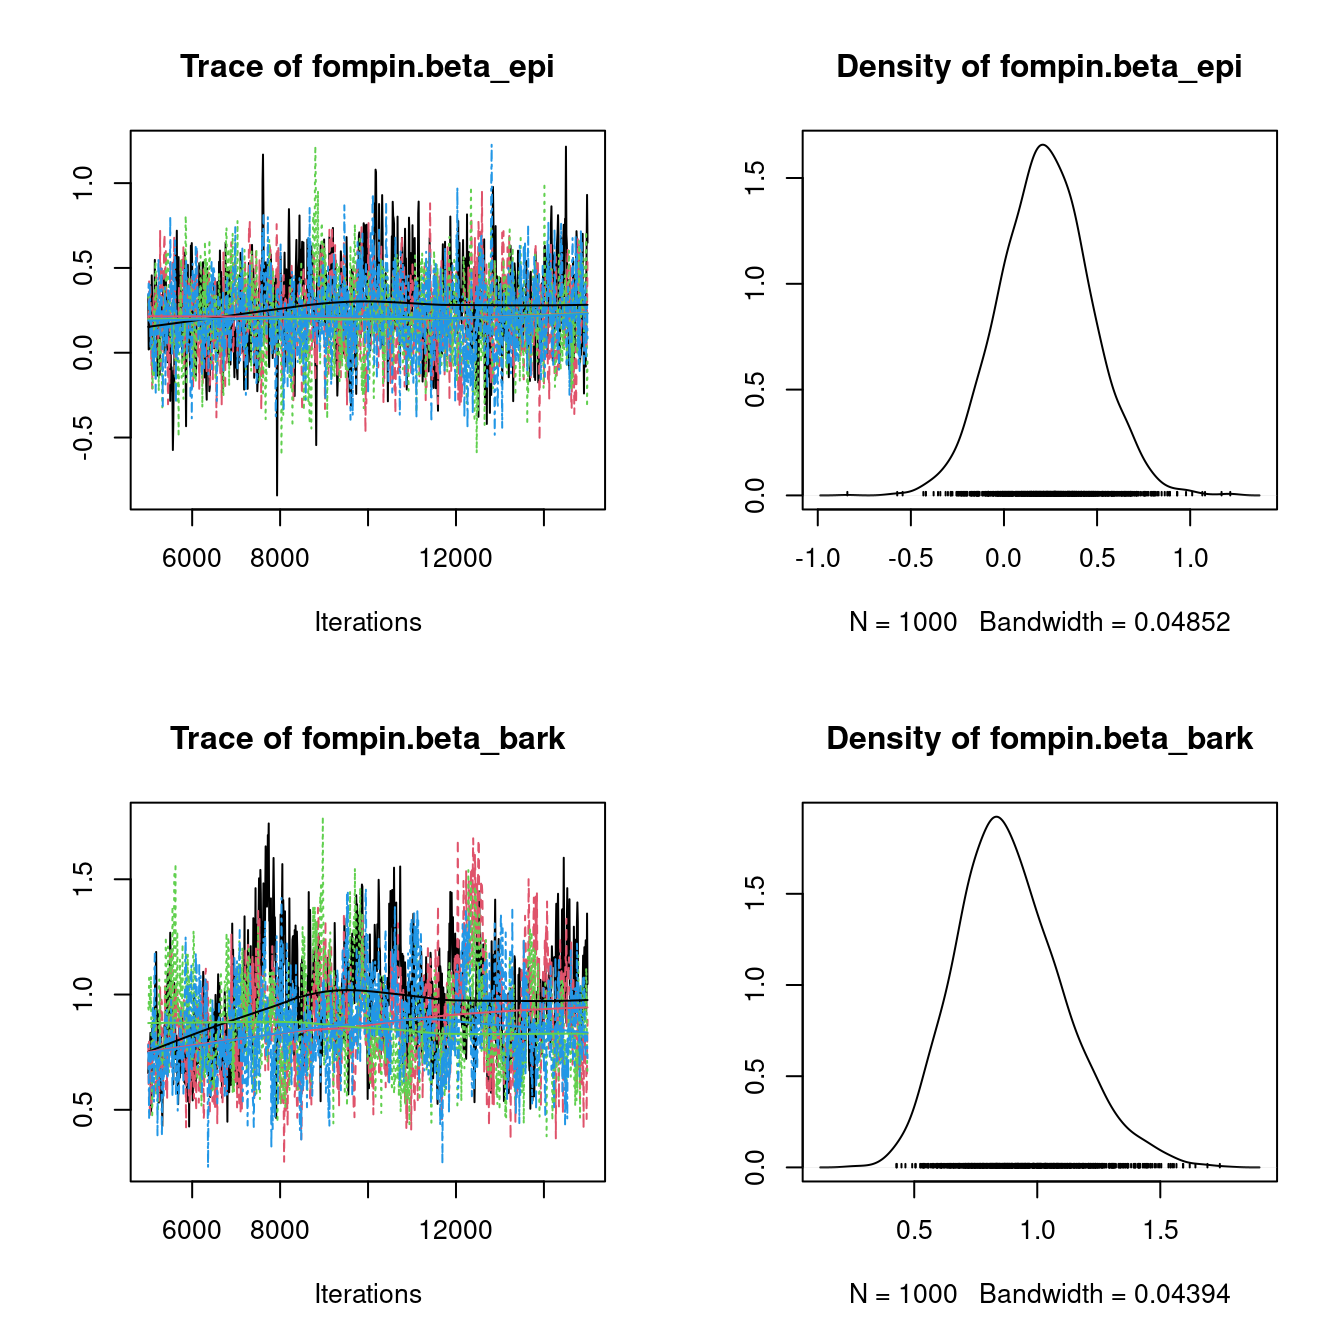 Trace of fompin.beta_epi
Density of fompin.beta_epi
1.0
0.5
0.0
-0.5
6000 8000 12000
Iterations
1.5
1.0
0.5
0.0
-1.0 -0.5 0.0 0.5 1.0
N = 1000 Bandwidth = 0.04852
Trace of fompin.beta_bark
Density of fompin.beta_bark
1.5
1.0
0.5
6000 8000 12000
Iterations
1.5
1.0
0.5
0.0
0.5 1.0 1.5
N = 1000 Bandwidth = 0.04394